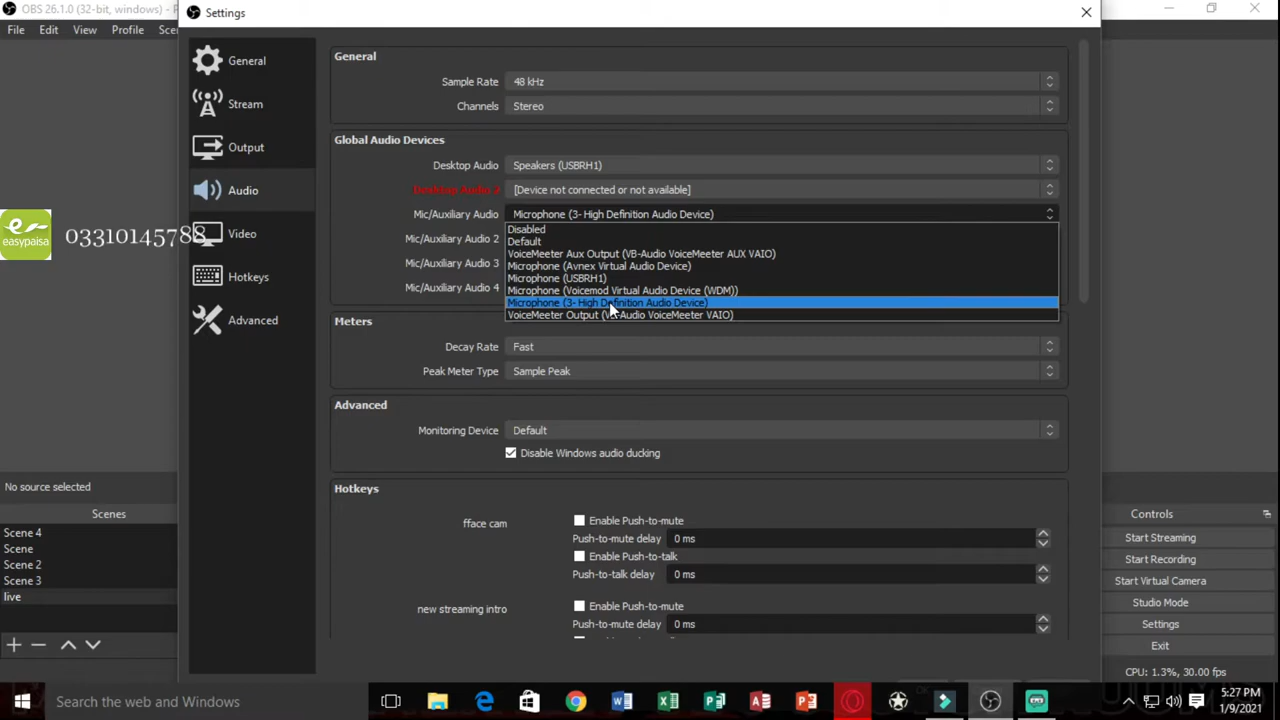 OBS 26.1.0 (32-bit, windows) - P
Settings
File Edit View Profile Sce
General
Stream
Output
Audio
Video
Hotkeys
Advanced
easypaisa
03310145788
General
Sample Rate 48 kHz
Channels Stereo
Global Audio Devices
Desktop Audio Speakers (USBRH1)
Desktop Audio 2 [Device not connected or not available]
Mic/Auxiliary Audio Microphone (3- High Definition Audio Device)
Mic/Auxiliary Audio 2
Mic/Auxiliary Audio 3
Mic/Auxiliary Audio 4
Disabled
Default
VoiceMeeter Aux Output (VB-Audio VoiceMeeter AUX VAIO)
Microphone (Avnex Virtual Audio Device)
Microphone (USBRH1)
Microphone (Voicemod Virtual Audio Device (WDM))
Microphone (3- High Definition Audio Device)
VoiceMeeter Output (VB-Audio VoiceMeeter VAIO)
Meters
Decay Rate Fast
Peak Meter Type Sample Peak
Advanced
Monitoring Device Default
Disable Windows audio ducking
Hotkeys
fface cam
Enable Push-to-mute
Push-to-mute delay 0 ms
Enable Push-to-talk
Push-to-talk delay 0 ms
new streaming intro
Enable Push-to-mute
Push-to-mute delay 0 ms
No source selected
Scenes
Scene 4
Scene
Scene 2
Scene 3
live
Controls
Start Streaming
Start Recording
Start Virtual Camera
Studio Mode
Settings
Exit
CPU: 1.3%, 30.00 fps
Search the web and Windows
5:27 PM
1/9/2021